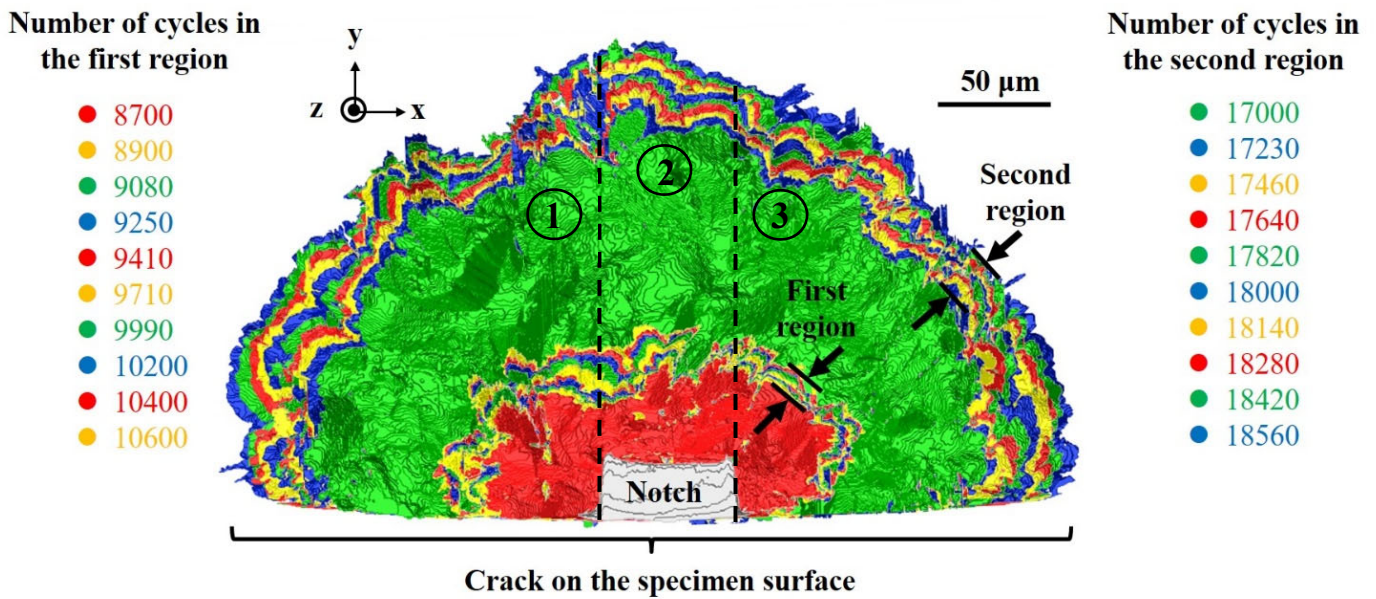 Number of cycles in
the first region
8700
8900
9080
9250
9410
9710
9990
10200
10400
10600
y
z
x
50 µm
Number of cycles in
the second region
17000
17230
17460
17640
17820
18000
18140
18280
18420
18560
1
2
3
Second
region
First
region
Notch
Crack on the specimen surface